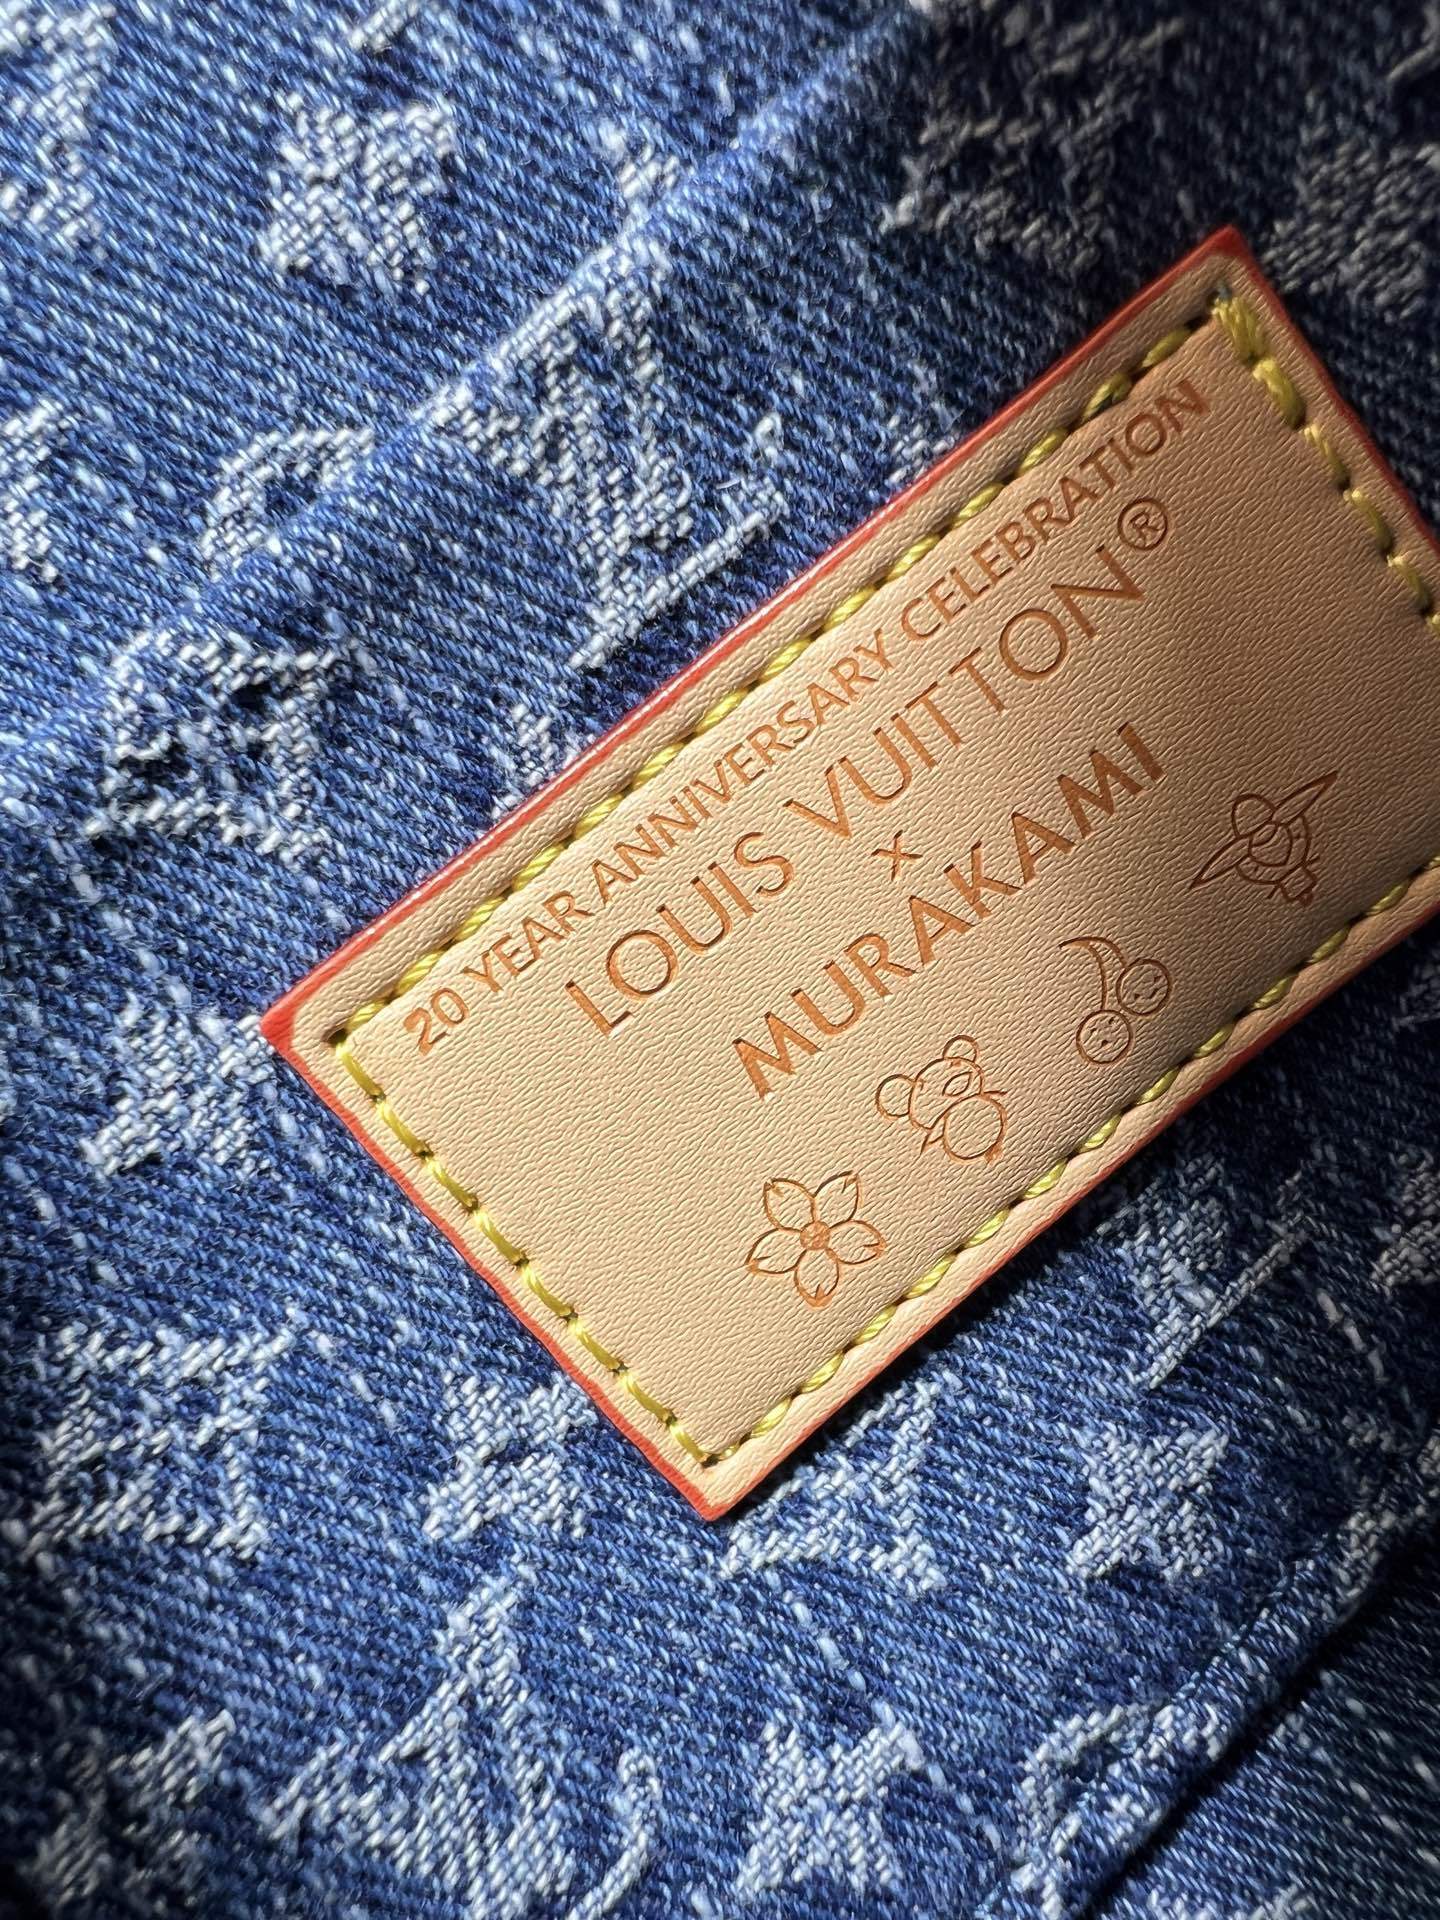 20 YEAR ANNIVERSARY CELEBRATION
LOUIS VUITTON®
x
MURAKAMI